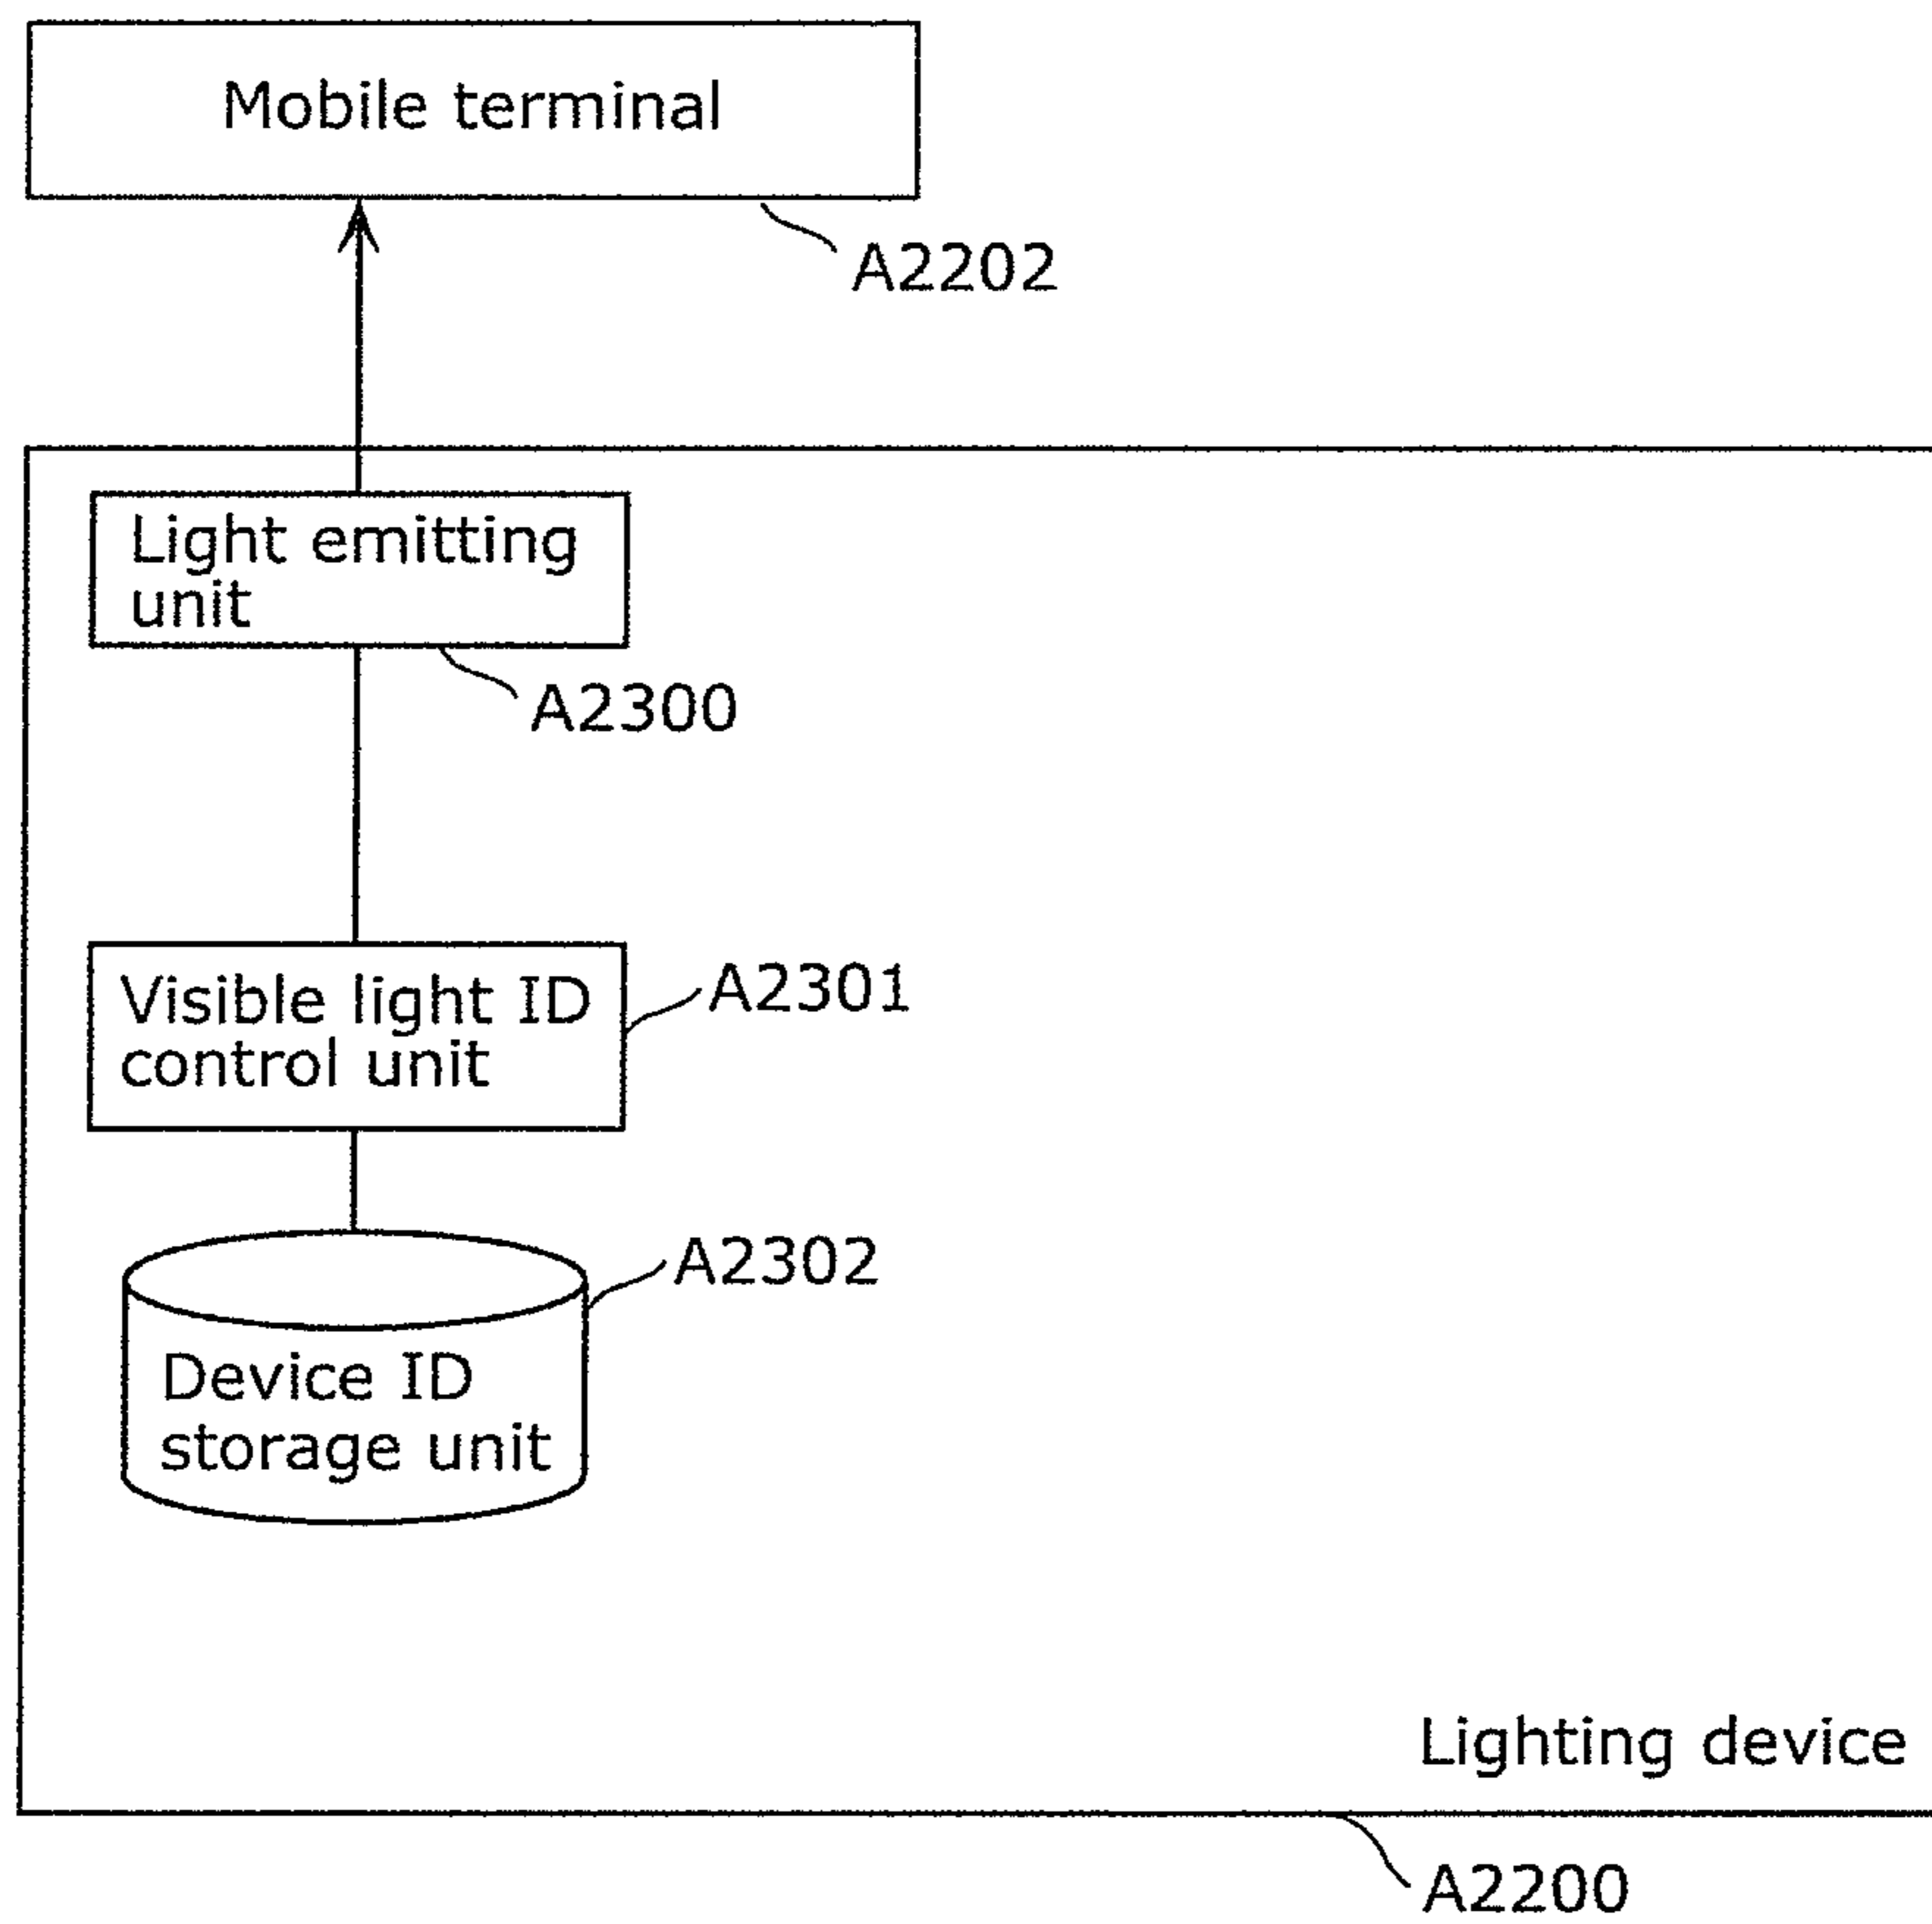 Mobile terminal
A2202
Light emitting
unit
A2300
Visible light ID
control unit
A2301
A2302
Device ID
storage unit
Lighting device
A2200